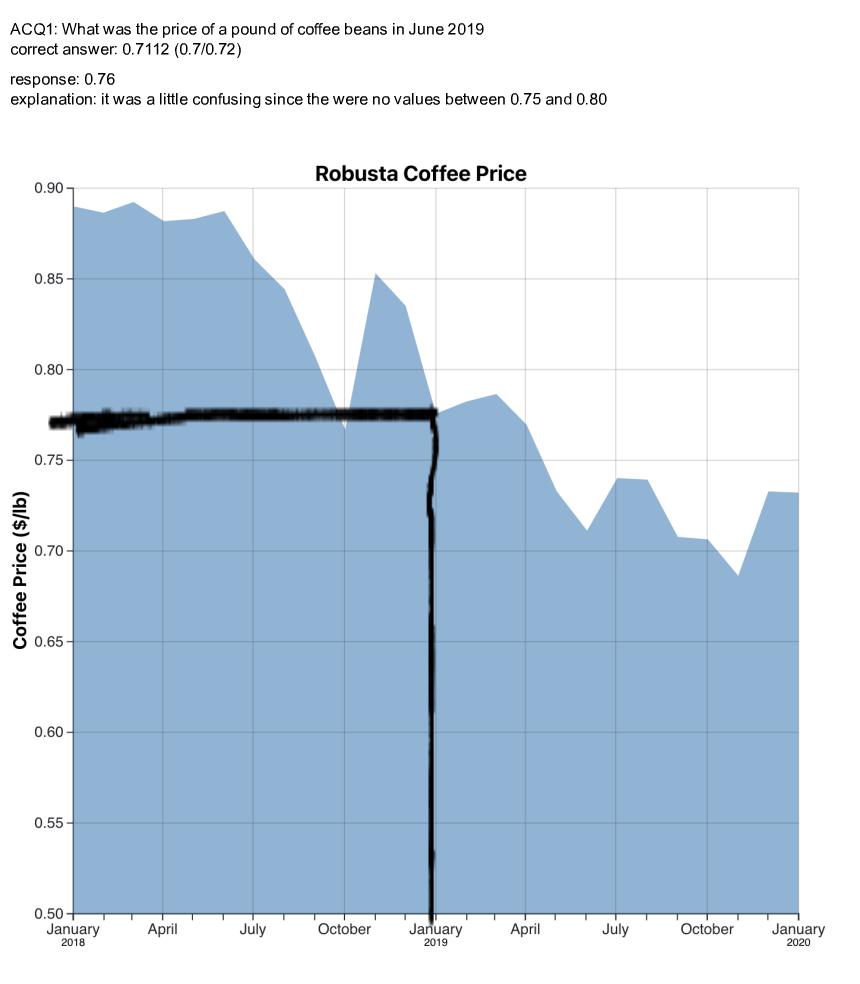 ACQ1: What was the price of a pound of coffee beans in June 2019
correct answer: 0.7112 (0.7/0.72)
response: 0.76
explanation: it was a little confusing since the were no values between 0.75 and 0.80
Robusta Coffee Price
Coffee Price ($/lb)
0.90
0.85
0.80
0.75
0.70
0.65
0.60
0.55
0.50
January April July October January April July October January
2018 2019 2020